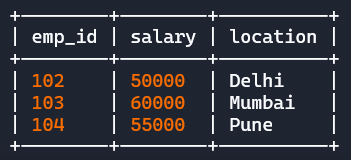 +--------+--------+----------+
| emp_id | salary | location |
+--------+--------+----------+
| 102    | 50000  | Delhi    |
| 103    | 60000  | Mumbai   |
| 104    | 55000  | Pune     |
+--------+--------+----------+